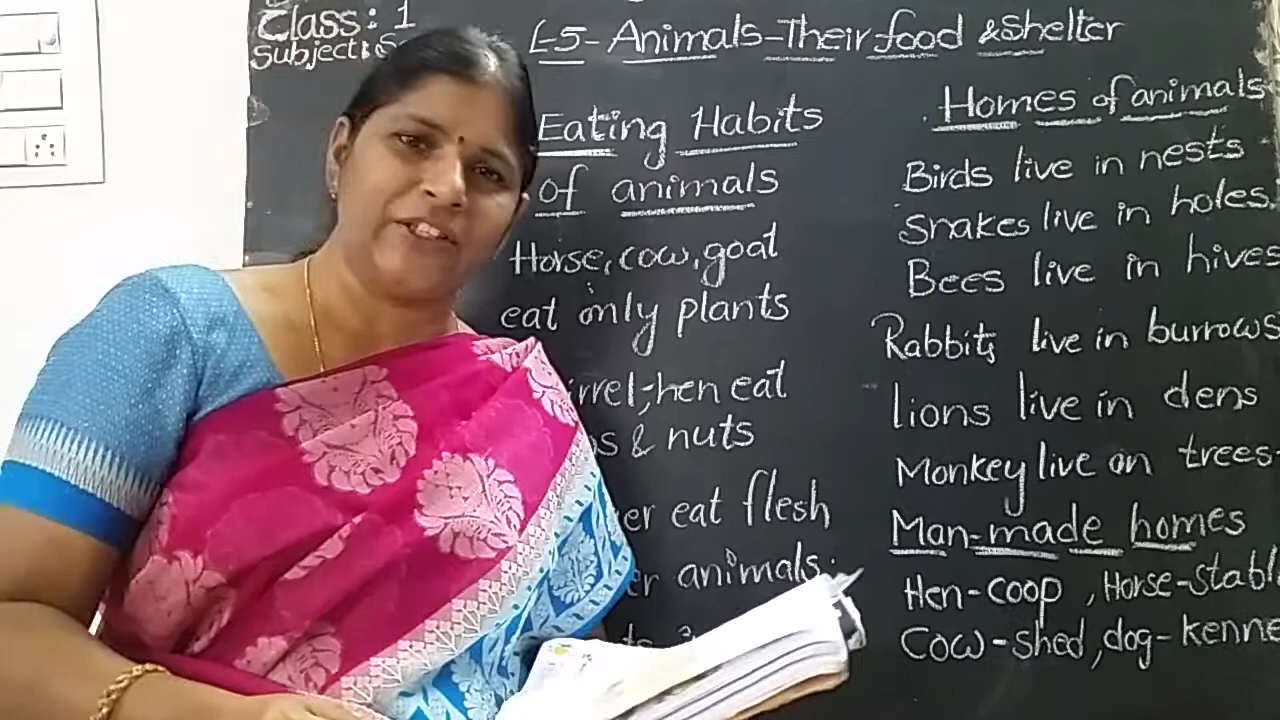 Class: 1
Subject:
L-5-Animals-Their food & shelter
Eating Habits
of animals
Horse, cow, goat
eat only plants
hen eat
& nuts
eat flesh
animals.
Homes of animals
Birds live in nests
Snakes live in holes.
Bees live in hives
Rabbits live in burrows
lions live in dens
Monkey live on trees
Man-made homes
Hen-coop, Horse-stabl
Cow-shed, dog-kenne